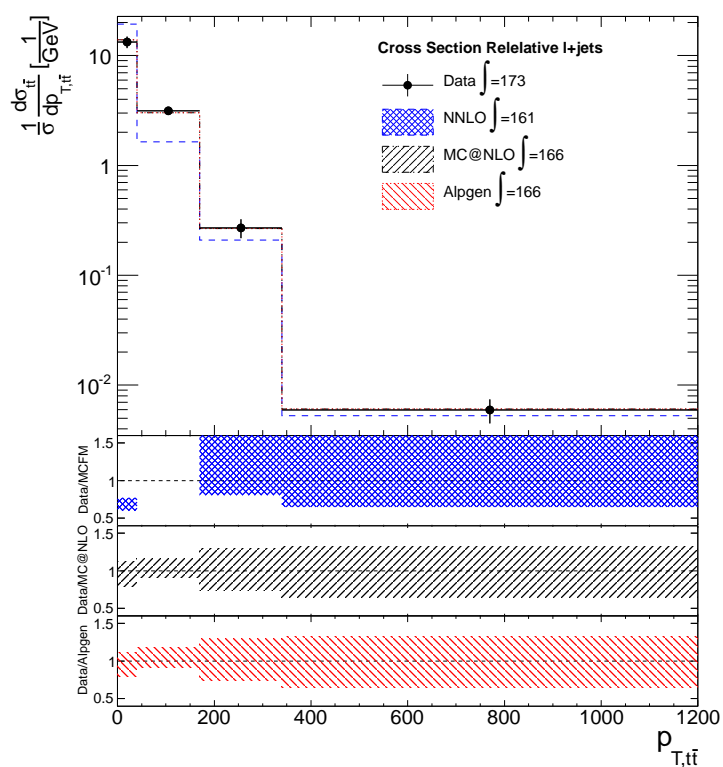 1/σ dσ_tt̄/dp_T,tt̄ [1/GeV]
Cross Section Relelative l+jets
Data ∫=173
NNLO ∫=161
MC@NLO ∫=166
Alpgen ∫=166
10
1
10⁻¹
10⁻²
Data/MCFM
1.5
1
0.5
Data/MC@NLO
1.5
1
0.5
Data/Alpgen
1.5
1
0.5
0 200 400 600 800 1000 1200
p_T,tt̄